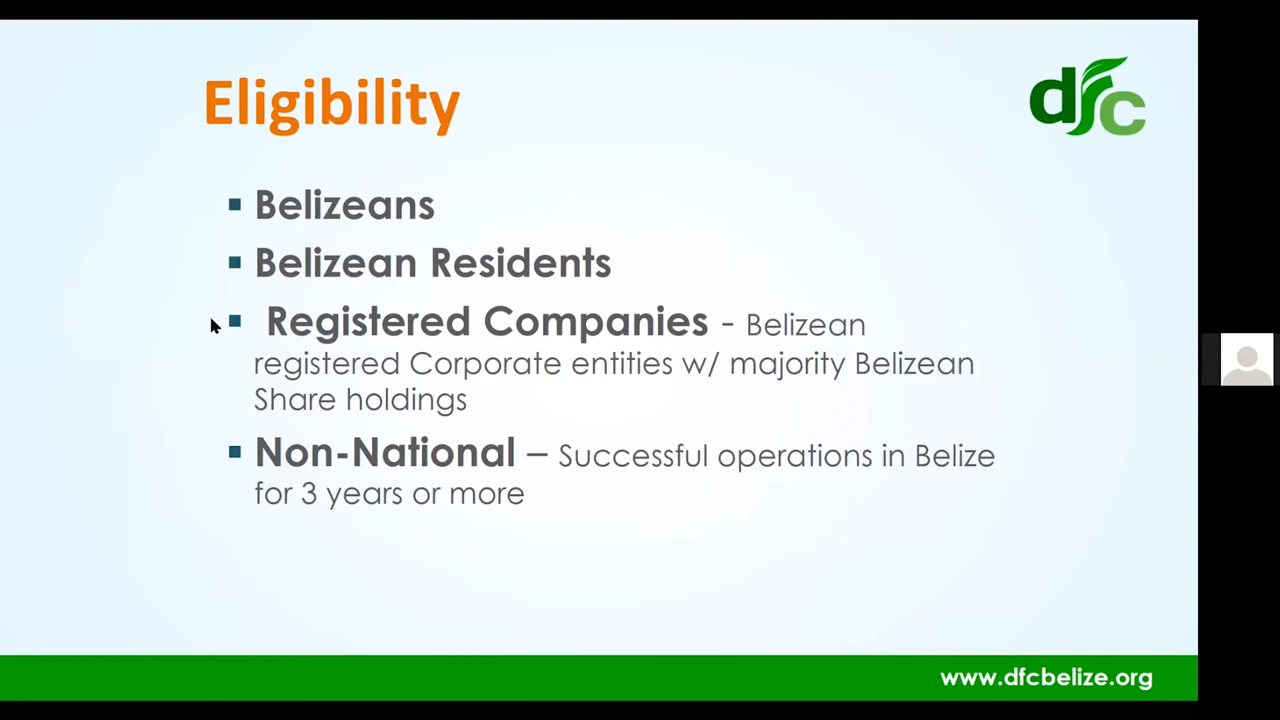 Eligibility
dfc
▪ Belizeans
▪ Belizean Residents
▪ Registered Companies - Belizean
registered Corporate entities w/ majority Belizean
Share holdings
▪ Non-National – Successful operations in Belize
for 3 years or more
www.dfcbelize.org